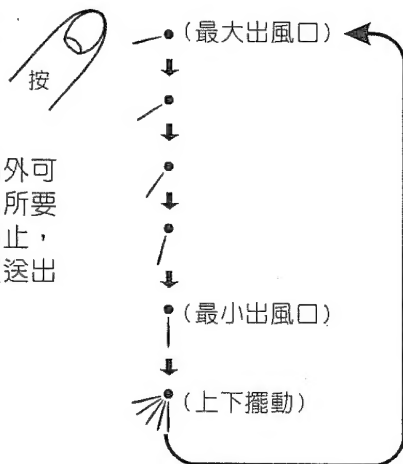 (最大出風口)
按
外可
所要
止，
送出
(最小出風口)
(上下擺動)